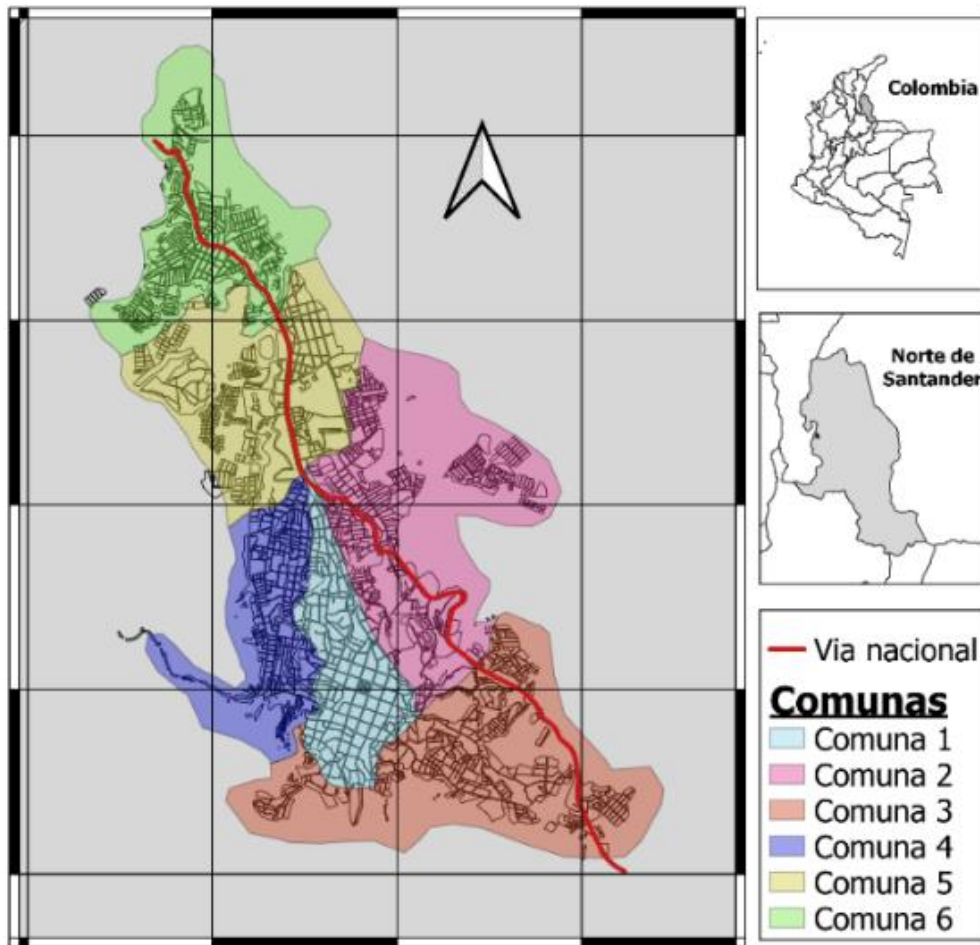 Colombia
Norte de
Santander
Via nacional
Comunas
Comuna 1
Comuna 2
Comuna 3
Comuna 4
Comuna 5
Comuna 6